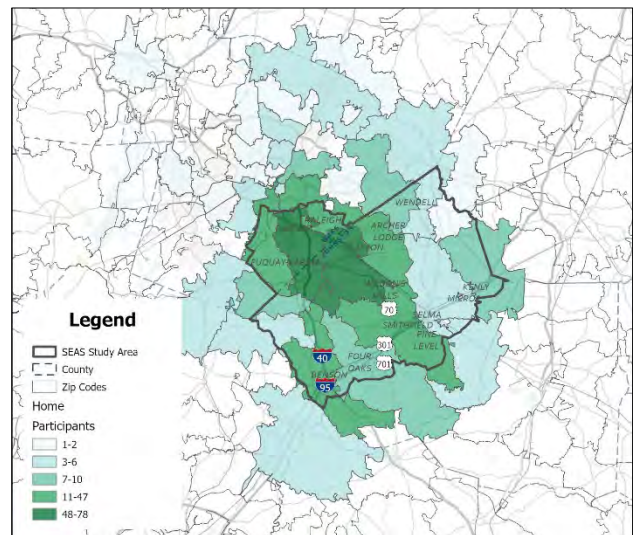 WENDELL
RALEIGH
ARCHER
LODGE
FUQUAY-VARINA
KENLY
MICRO
70
SELMA
SMITHFIELD
PINE
LEVEL
301
40
FOUR
OAKS
701
BENSON
95
Legend
SEAS Study Area
County
Zip Codes
Home
Participants
1-2
3-6
7-10
11-47
48-78